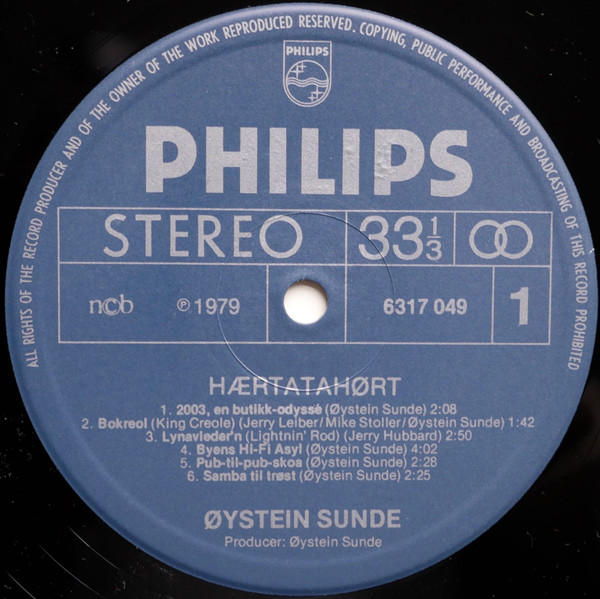 ALL RIGHTS OF THE RECORD PRODUCER AND OF THE OWNER OF THE WORK REPRODUCED RESERVED. COPYING, PUBLIC PERFORMANCE AND BROADCASTING OF THIS RECORD PROHIBITED
PHILIPS
PHILIPS
STEREO 33 1/3
ncb ℗ 1979 6317 049 1
HÆRTATAHØRT
1. 2003, en butikk-odyssé (Øystein Sunde) 2:08
2. Bokreol (King Creole) (Jerry Leiber/Mike Stoller/Øystein Sunde) 1:42
3. Lynavleder'n (Lightnin' Rod) (Jerry Hubbard) 2:50
4. Byens Hi-Fi Asyl (Øystein Sunde) 4:02
5. Pub-til-pub-skoa (Øystein Sunde) 2:28
6. Samba til trøst (Øystein Sunde) 2:25
ØYSTEIN SUNDE
Producer: Øystein Sunde